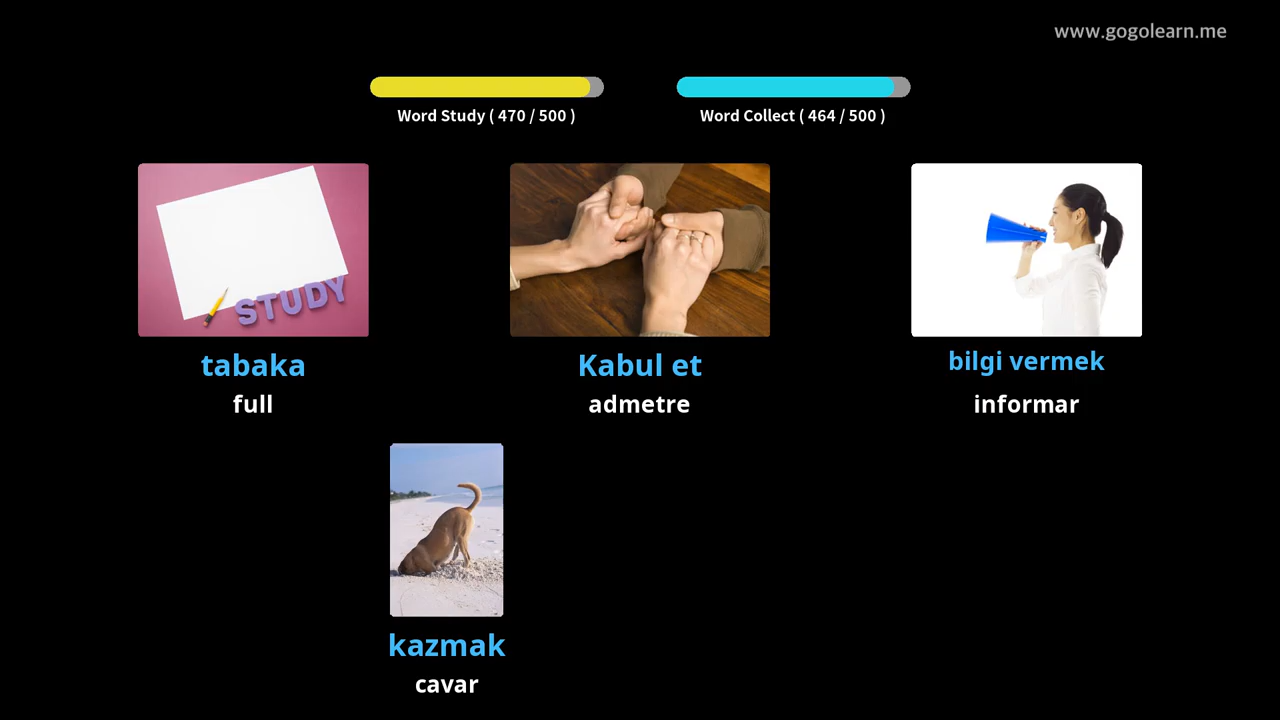 www.gogolearn.me
Word Study ( 470 / 500 )
Word Collect ( 464 / 500 )
STUDY
tabaka
full
Kabul et
admetre
bilgi vermek
informar
kazmak
cavar